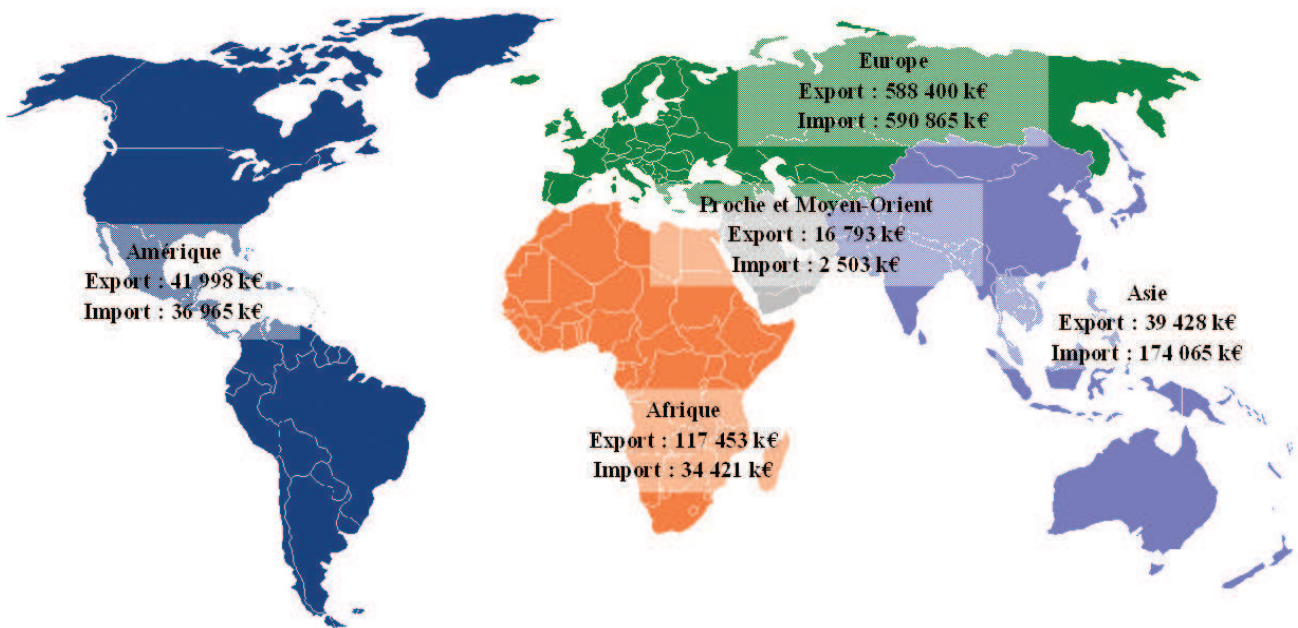 Europe
Export : 588 400 k€
Import : 590 865 k€
Proche et Moyen-Orient
Export : 16 793 k€
Import : 2 503 k€
Amérique
Export : 41 998 k€
Import : 36 965 k€
Asie
Export : 39 428 k€
Import : 174 065 k€
Afrique
Export : 117 453 k€
Import : 34 421 k€